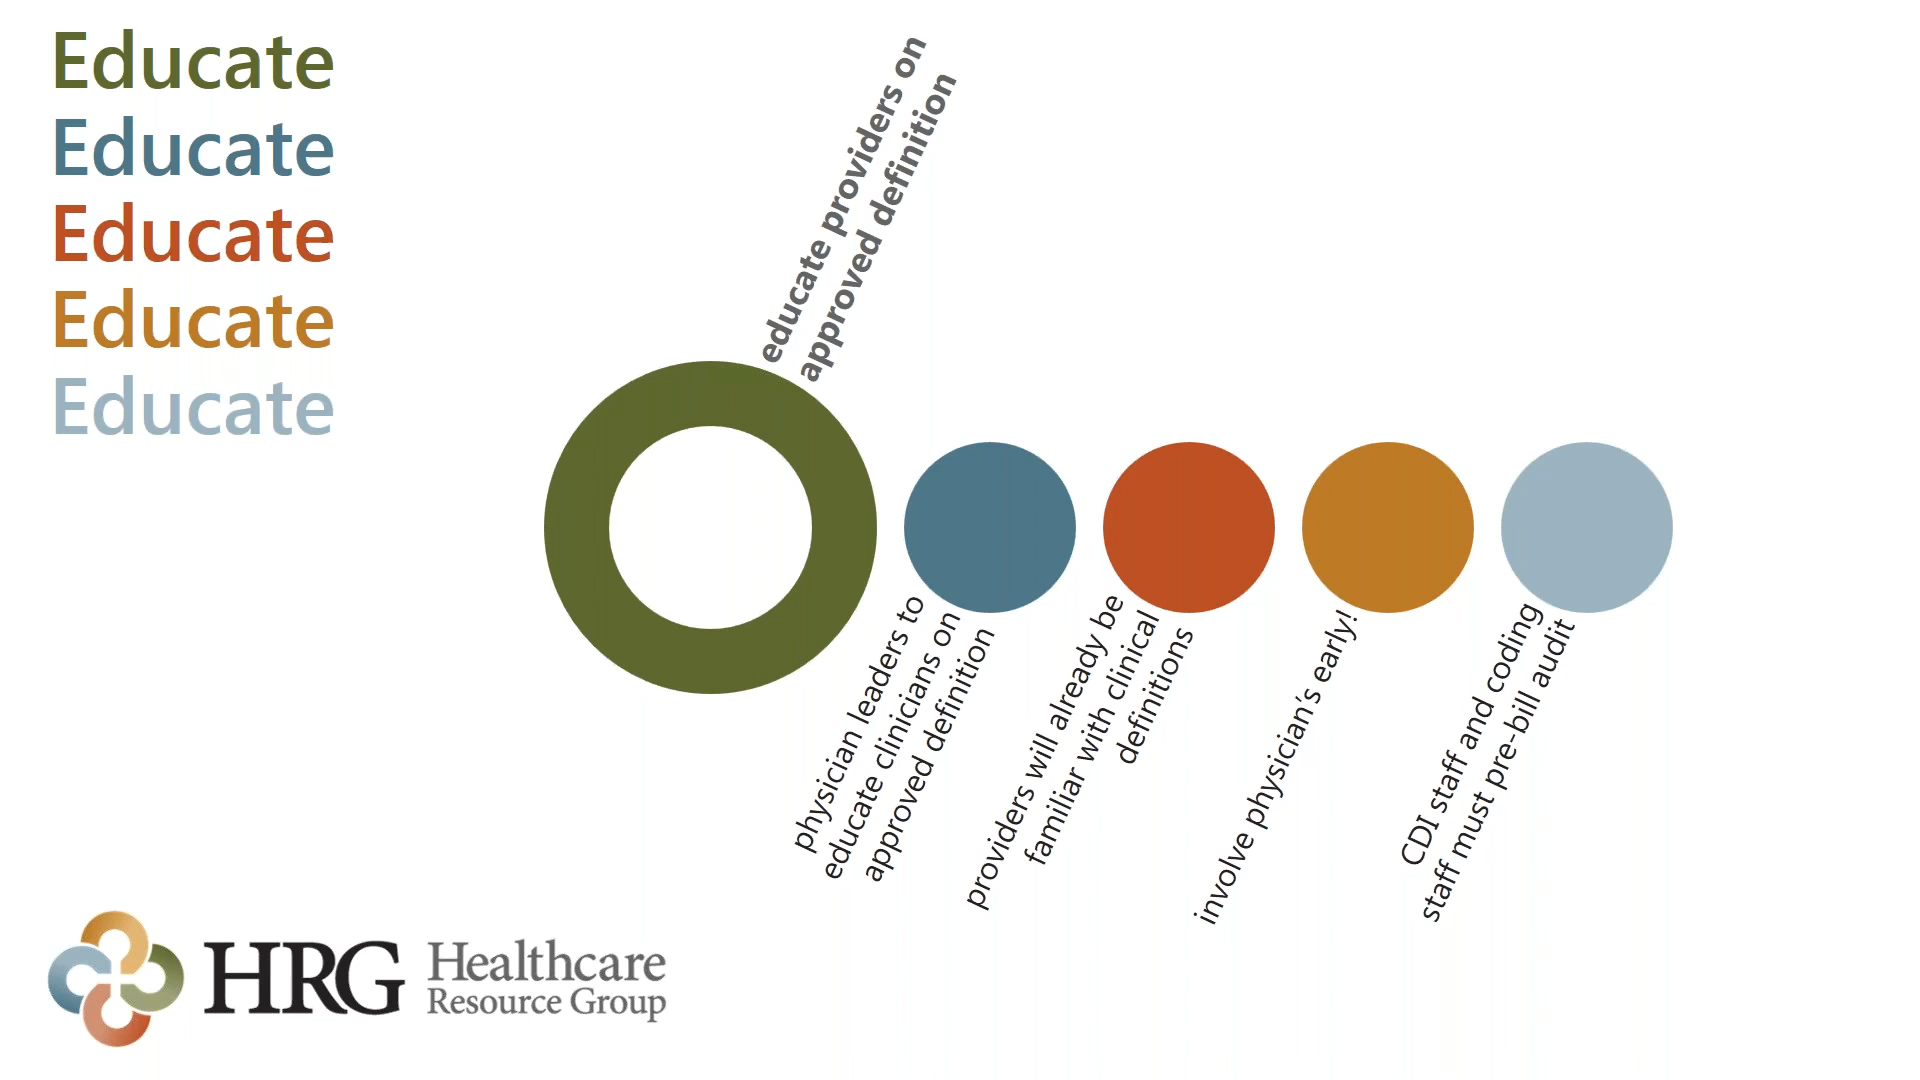 Educate
Educate
Educate
Educate
Educate
educate providers on
approved definition
physician leaders to
educate clinicians on
approved definition
providers will already be
familiar with clinical
definitions
involve physician's early!
CDI staff and coding
staff must pre-bill audit
HRG
Healthcare
Resource Group